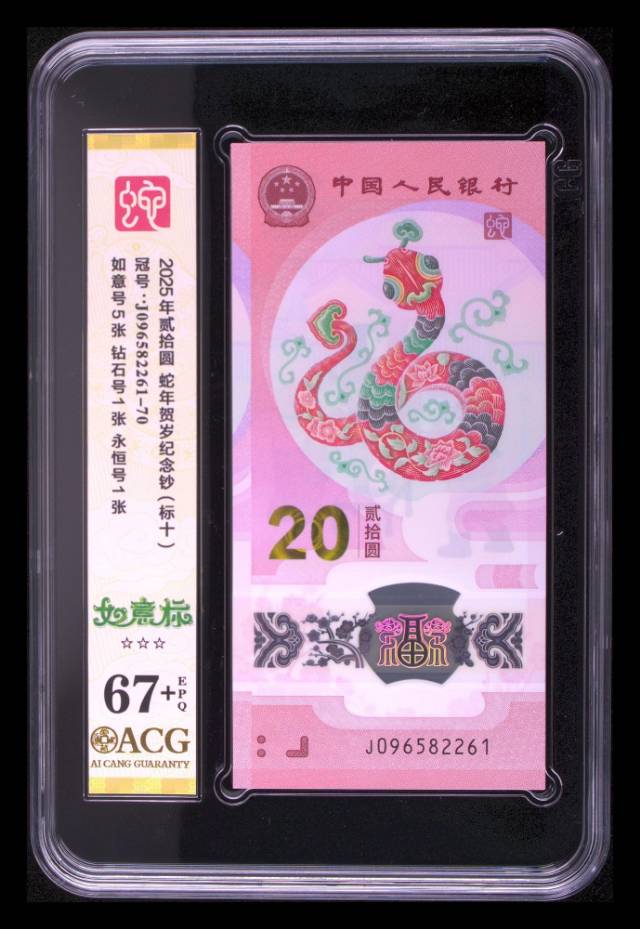 蛇
2025年贰拾圆 蛇年贺岁纪念钞（标十）
冠号：J096582261-70
如意号5张 钻石号1张 永恒号1张
如意标
☆☆☆
67+EPQ
ACG
AI CANG GUARANTY
中国人民银行
蛇
20 贰拾圆
福
J096582261